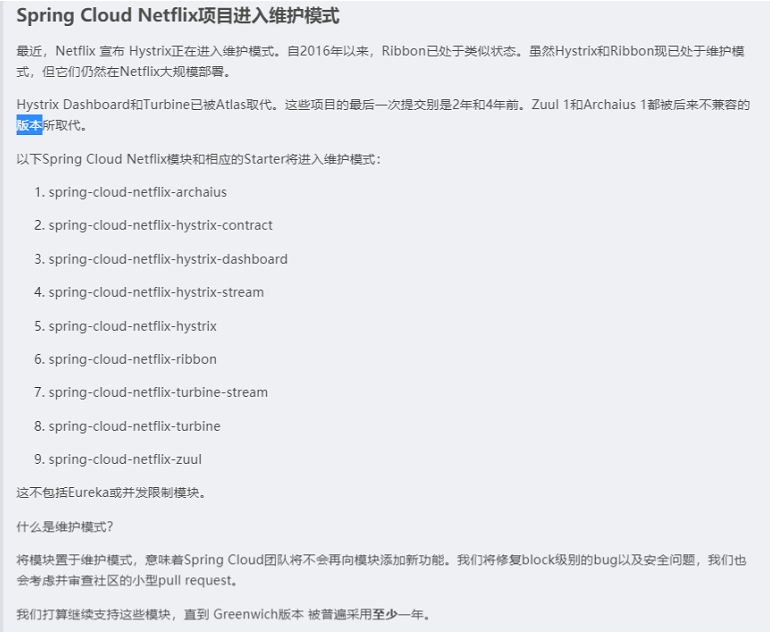 Spring Cloud Netflix项目进入维护模式
最近，Netflix 宣布 Hystrix正在进入维护模式。自2016年以来，Ribbon已处于类似状态。虽然Hystrix和Ribbon现已处于维护模
式，但它们仍然在Netflix大规模部署。
Hystrix Dashboard和Turbine已被Atlas取代。这些项目的最后一次提交别是2年和4年前。Zuul 1和Archaius 1都被后来不兼容的
版本所取代。
以下Spring Cloud Netflix模块和相应的Starter将进入维护模式：
1. spring-cloud-netflix-archaius
2. spring-cloud-netflix-hystrix-contract
3. spring-cloud-netflix-hystrix-dashboard
4. spring-cloud-netflix-hystrix-stream
5. spring-cloud-netflix-hystrix
6. spring-cloud-netflix-ribbon
7. spring-cloud-netflix-turbine-stream
8. spring-cloud-netflix-turbine
9. spring-cloud-netflix-zuul
这不包括Eureka或并发限制模块。
什么是维护模式？
将模块置于维护模式，意味着Spring Cloud团队将不会再向模块添加新功能。我们将修复block级别的bug以及安全问题，我们也
会考虑并审查社区的小型pull request。
我们打算继续支持这些模块，直到 Greenwich版本 被普遍采用至少一年。